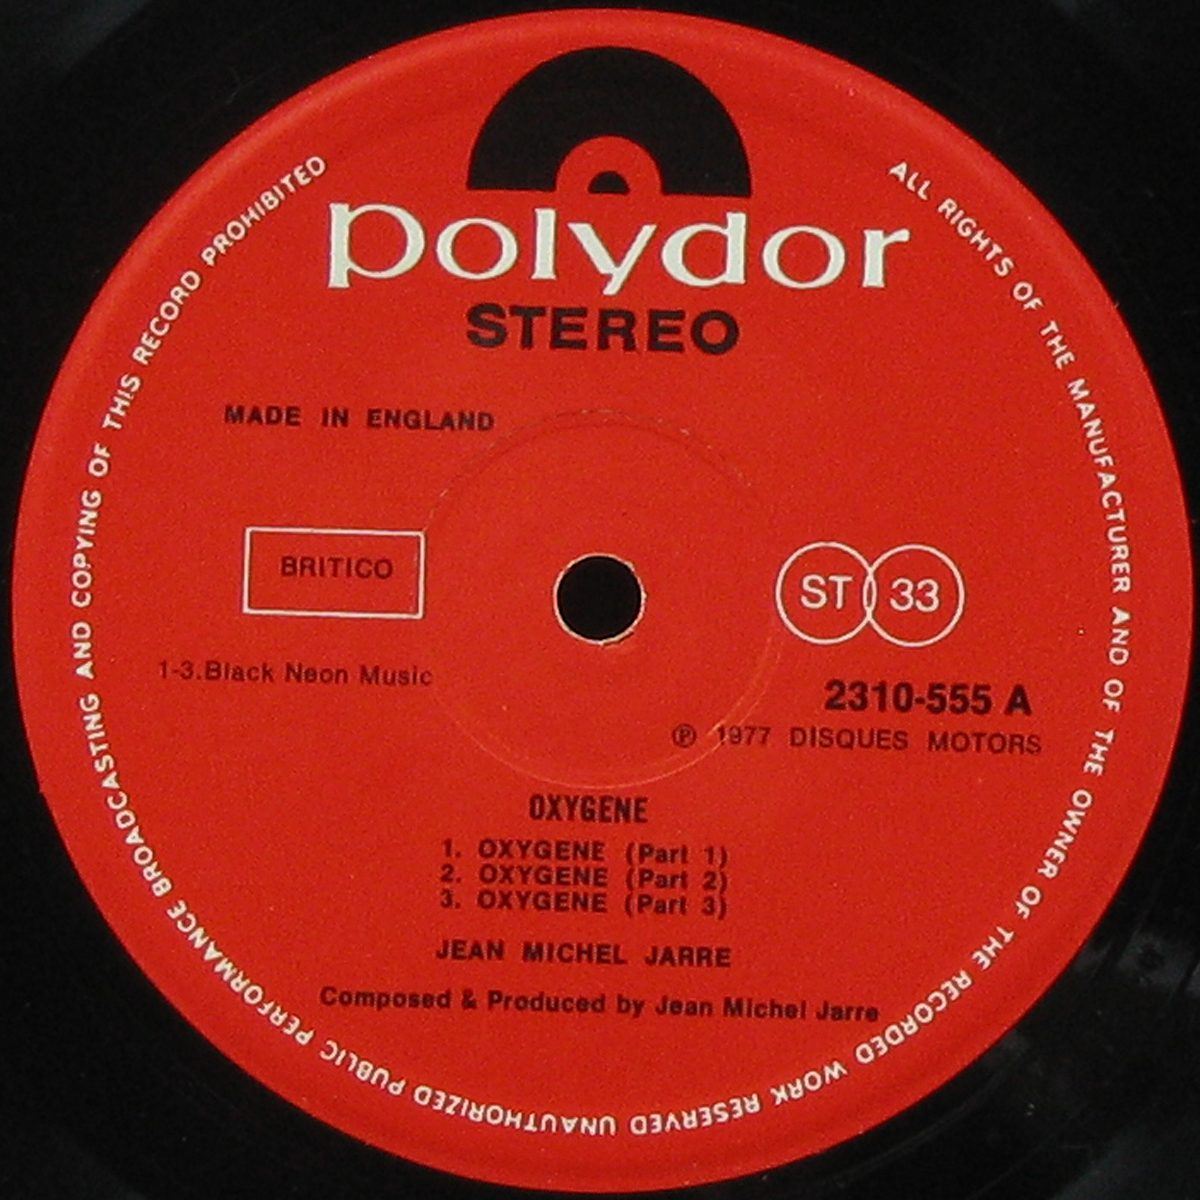 polydor
STEREO
MADE IN ENGLAND
BRITICO
ST 33
1-3.Black Neon Music
2310-555 A
℗ 1977 DISQUES MOTORS
OXYGENE
1. OXYGENE (Part 1)
2. OXYGENE (Part 2)
3. OXYGENE (Part 3)
JEAN MICHEL JARRE
Composed & Produced by Jean Michel Jarre
ALL RIGHTS OF THE MANUFACTURER AND OF THE OWNER OF THE RECORDED WORK RESERVED UNAUTHORIZED PUBLIC PERFORMANCE BROADCASTING AND COPYING OF THIS RECORD PROHIBITED